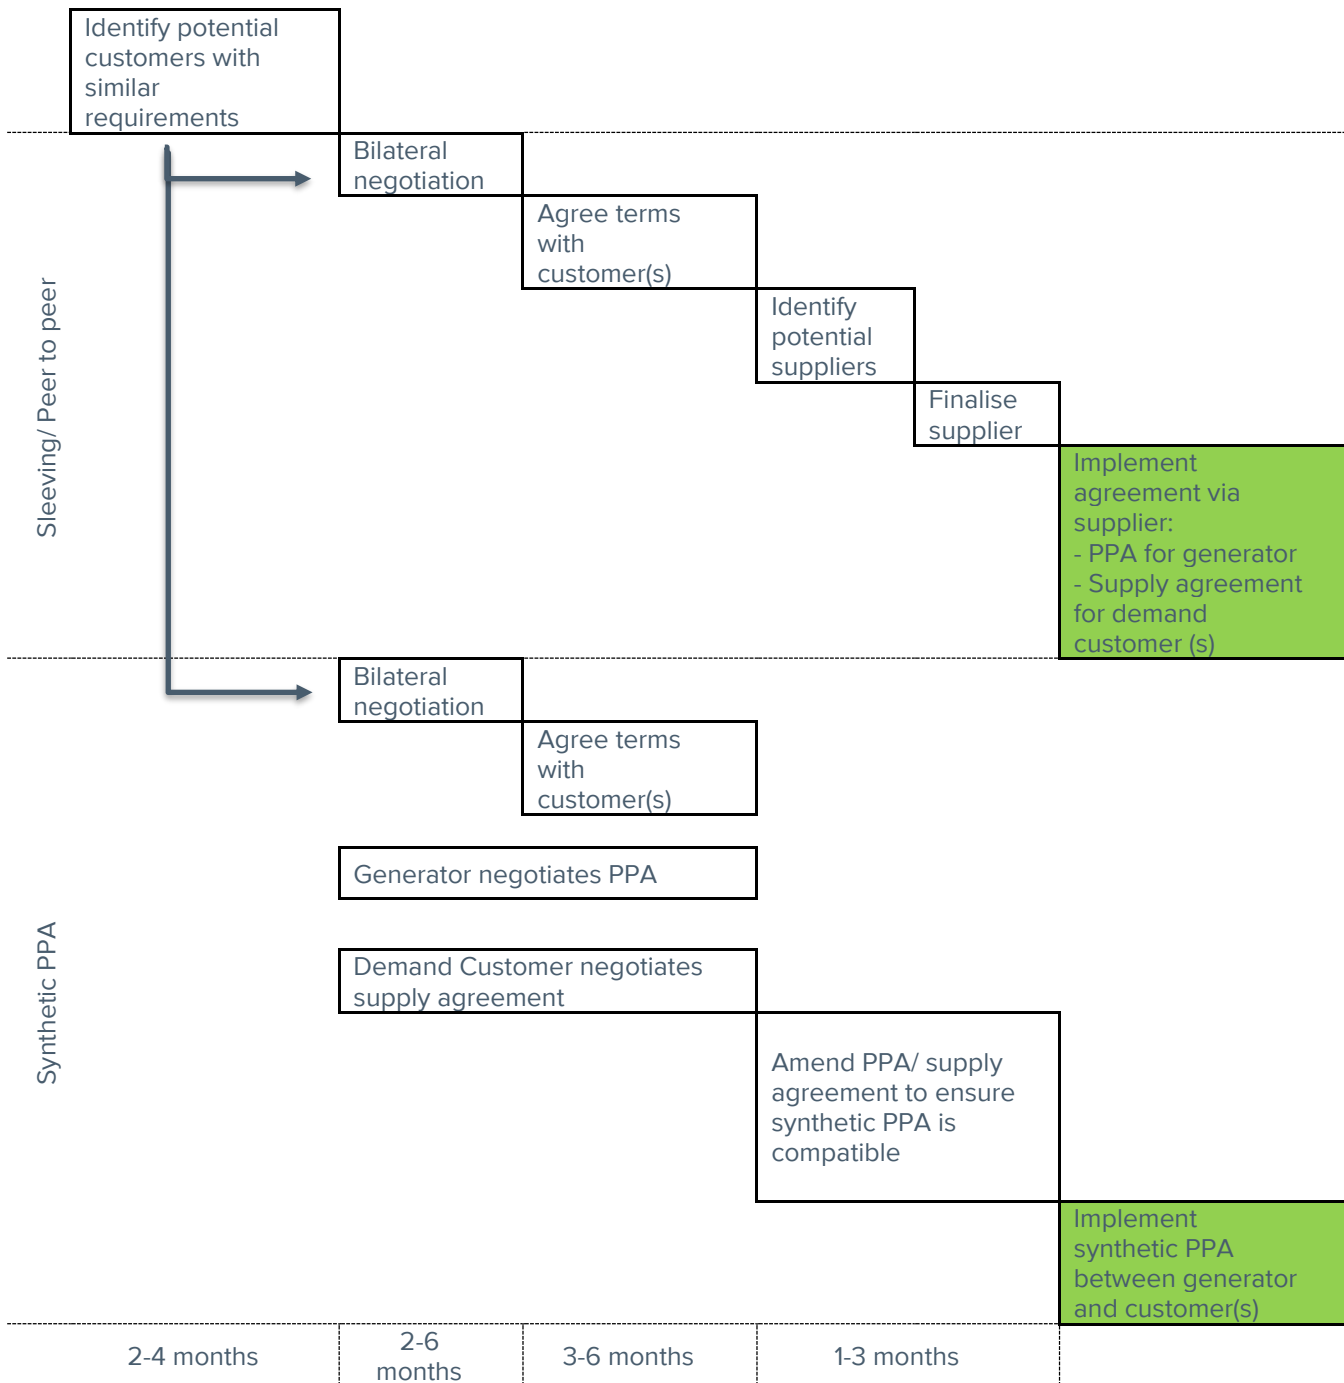 Identify potential
customers with
similar
requirements
Sleeving/ Peer to peer
Bilateral
negotiation
Agree terms
with
customer(s)
Identify
potential
suppliers
Finalise
supplier
Implement
agreement via
supplier:
- PPA for generator
- Supply agreement
for demand
customer (s)
Synthetic PPA
Bilateral
negotiation
Agree terms
with
customer(s)
Generator negotiates PPA
Demand Customer negotiates
supply agreement
Amend PPA/ supply
agreement to ensure
synthetic PPA is
compatible
Implement
synthetic PPA
between generator
and customer(s)
2-4 months
2-6
months
3-6 months
1-3 months